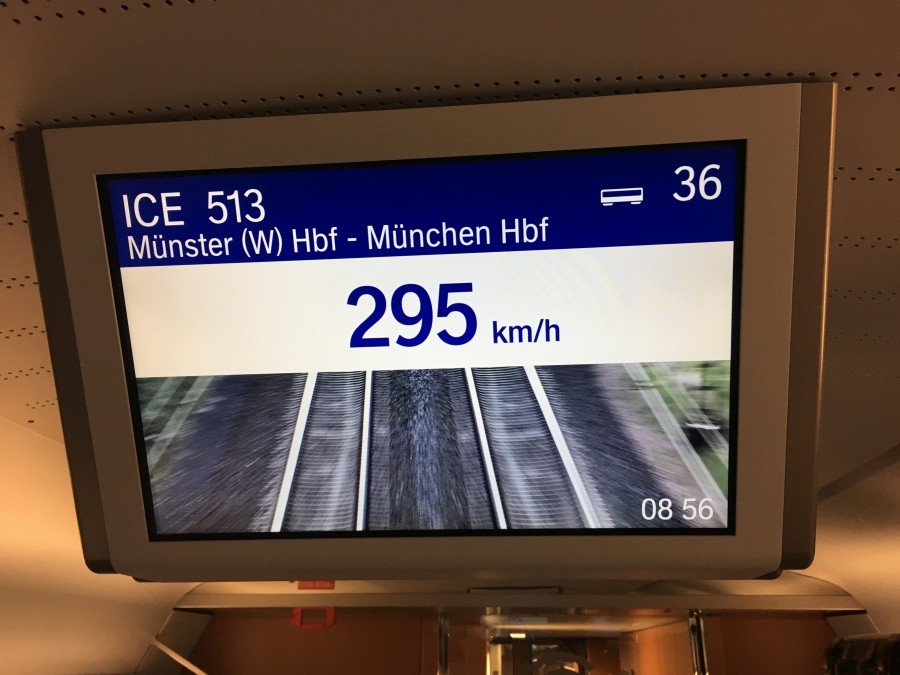 ICE 513
36
Münster (W) Hbf - München Hbf
295 km/h
08 56